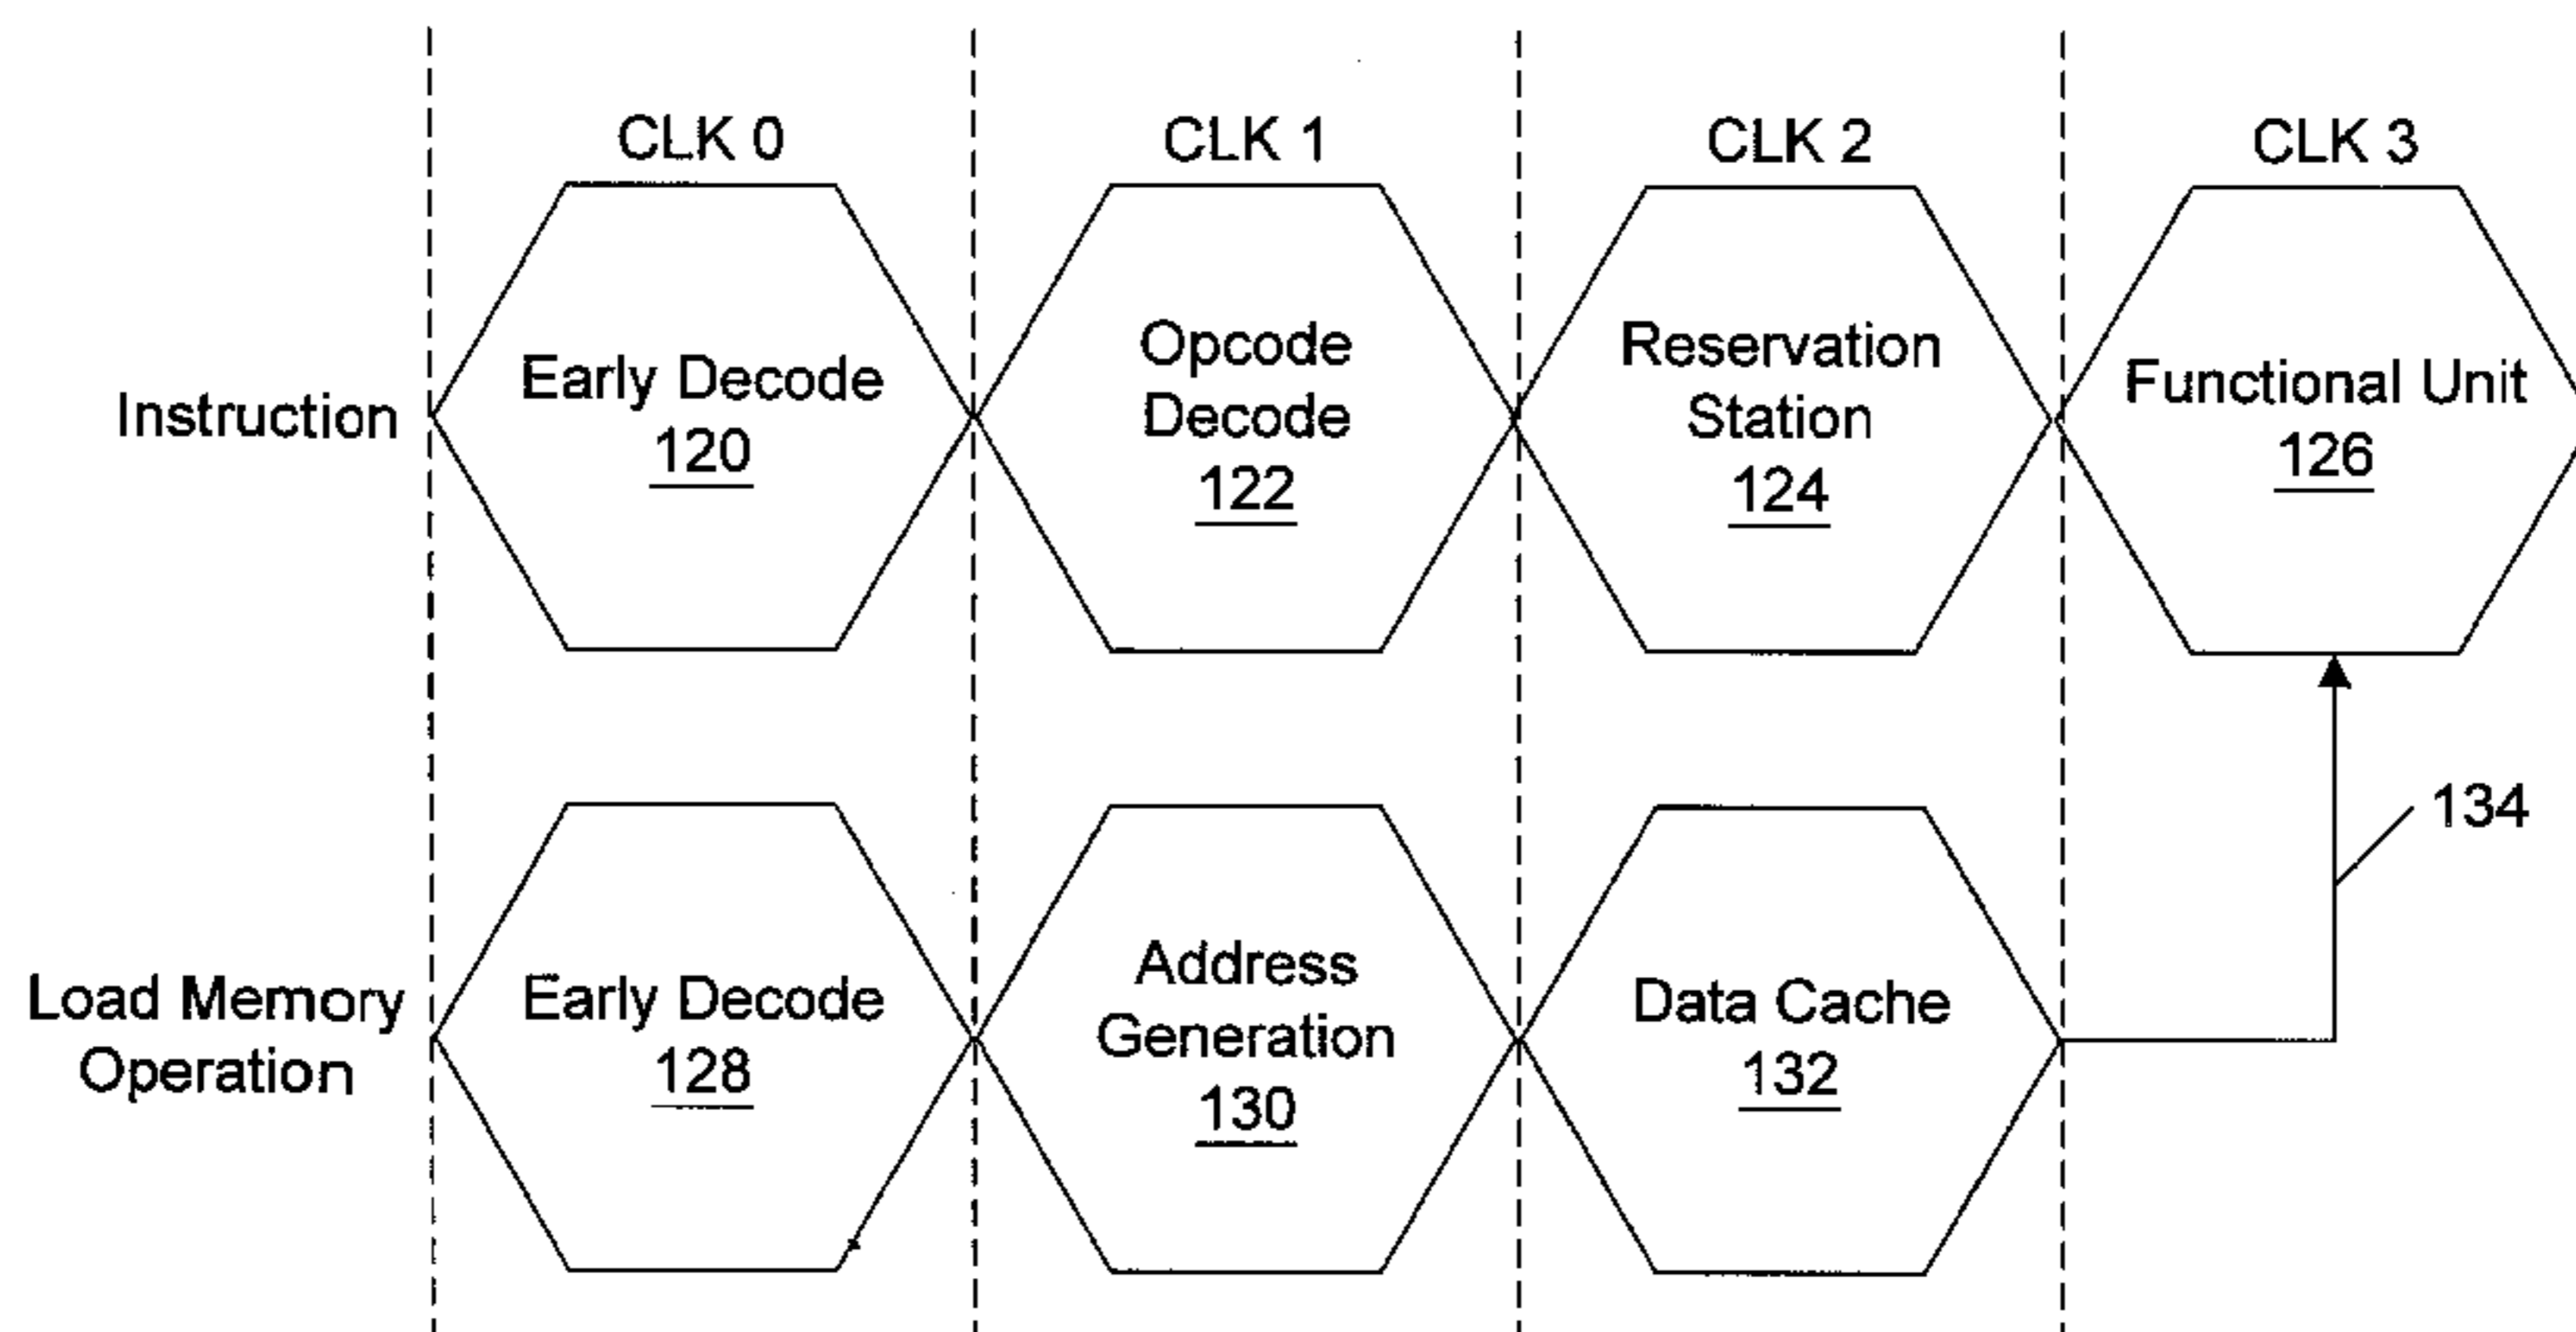 CLK 0
CLK 1
CLK 2
CLK 3
Instruction
Early Decode
120
Opcode
Decode
122
Reservation
Station
124
Functional Unit
126
134
Load Memory
Operation
Early Decode
128
Address
Generation
130
Data Cache
132